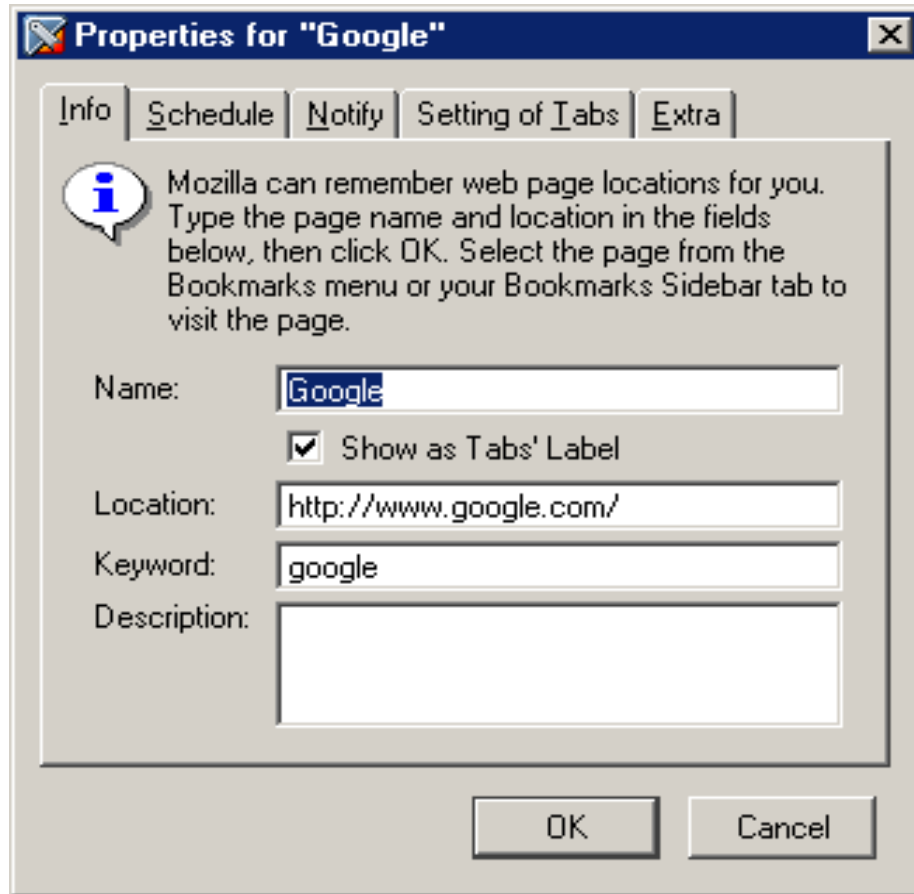 Properties for "Google"
Info Schedule Notify Setting of Tabs Extra
Mozilla can remember web page locations for you.
Type the page name and location in the fields
below, then click OK. Select the page from the
Bookmarks menu or your Bookmarks Sidebar tab to
visit the page.
Name: Google
Show as Tabs' Label
Location: http://www.google.com/
Keyword: google
Description:
OK Cancel